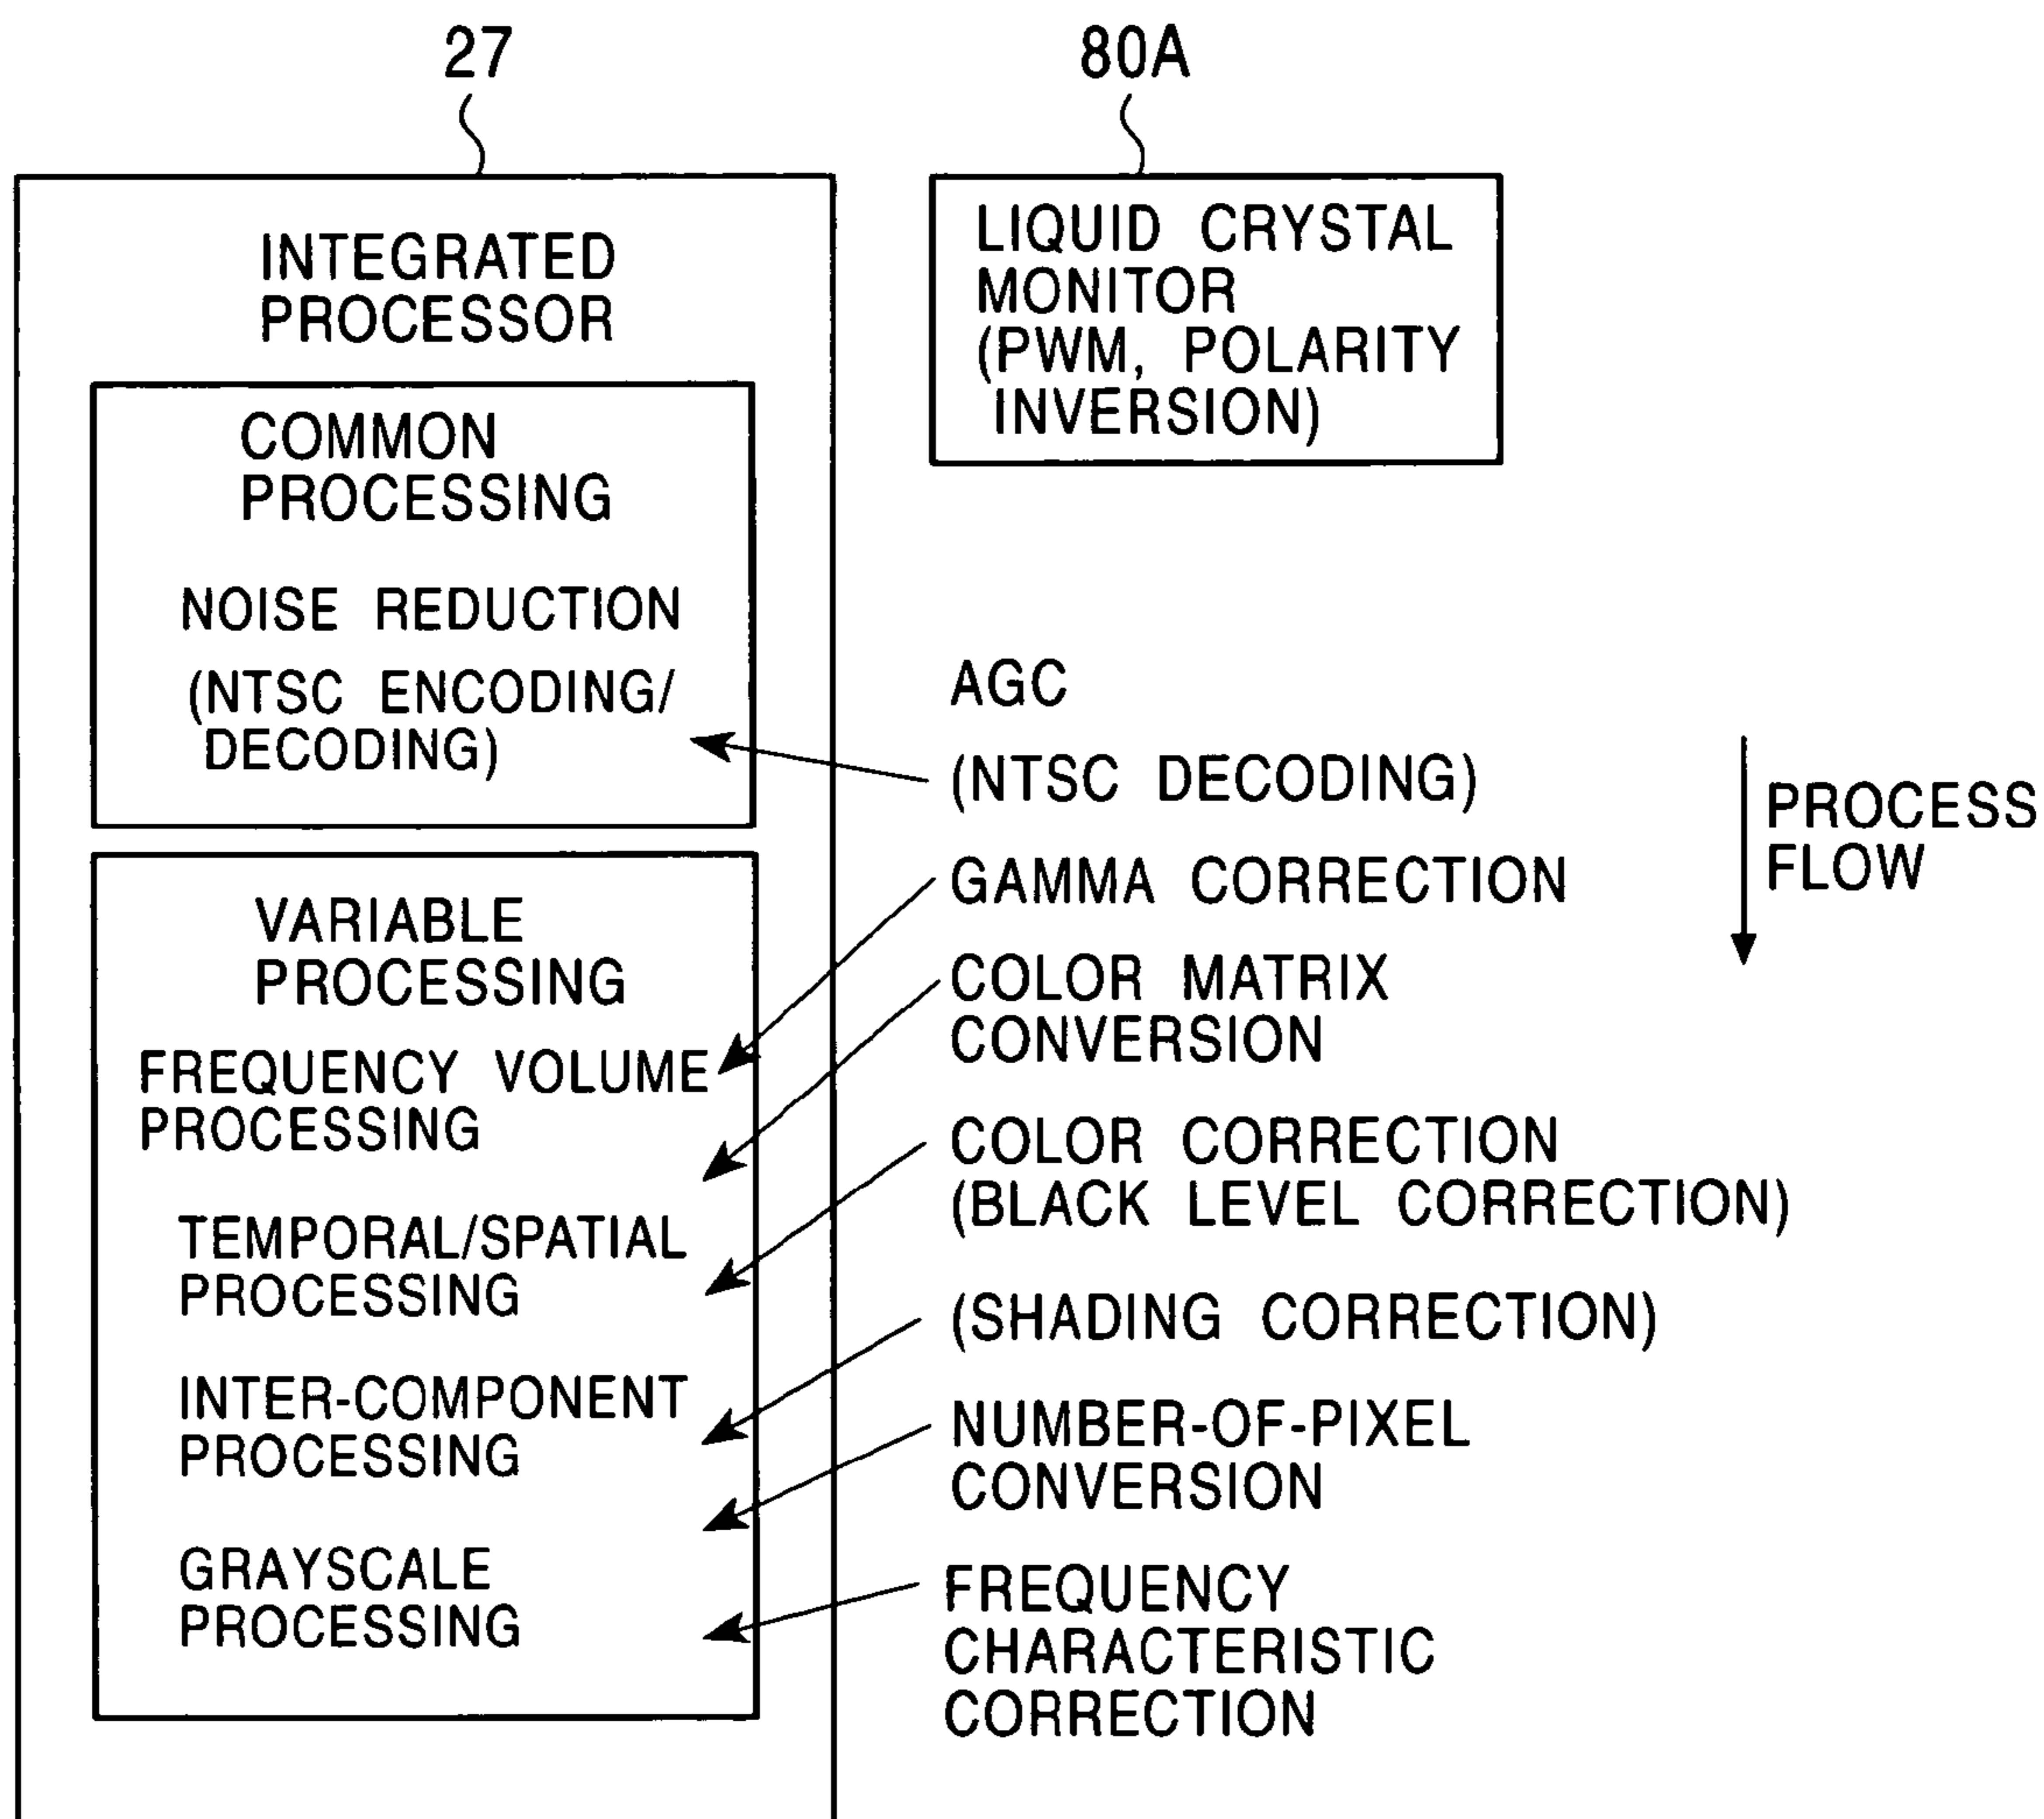 27
80A
INTEGRATED
PROCESSOR
COMMON
PROCESSING
NOISE REDUCTION
(NTSC ENCODING/
DECODING)
VARIABLE
PROCESSING
FREQUENCY VOLUME
PROCESSING
TEMPORAL/SPATIAL
PROCESSING
INTER-COMPONENT
PROCESSING
GRAYSCALE
PROCESSING
LIQUID CRYSTAL
MONITOR
(PWM, POLARITY
INVERSION)
AGC
(NTSC DECODING)
GAMMA CORRECTION
COLOR MATRIX
CONVERSION
COLOR CORRECTION
(BLACK LEVEL CORRECTION)
(SHADING CORRECTION)
NUMBER-OF-PIXEL
CONVERSION
FREQUENCY
CHARACTERISTIC
CORRECTION
PROCESS
FLOW